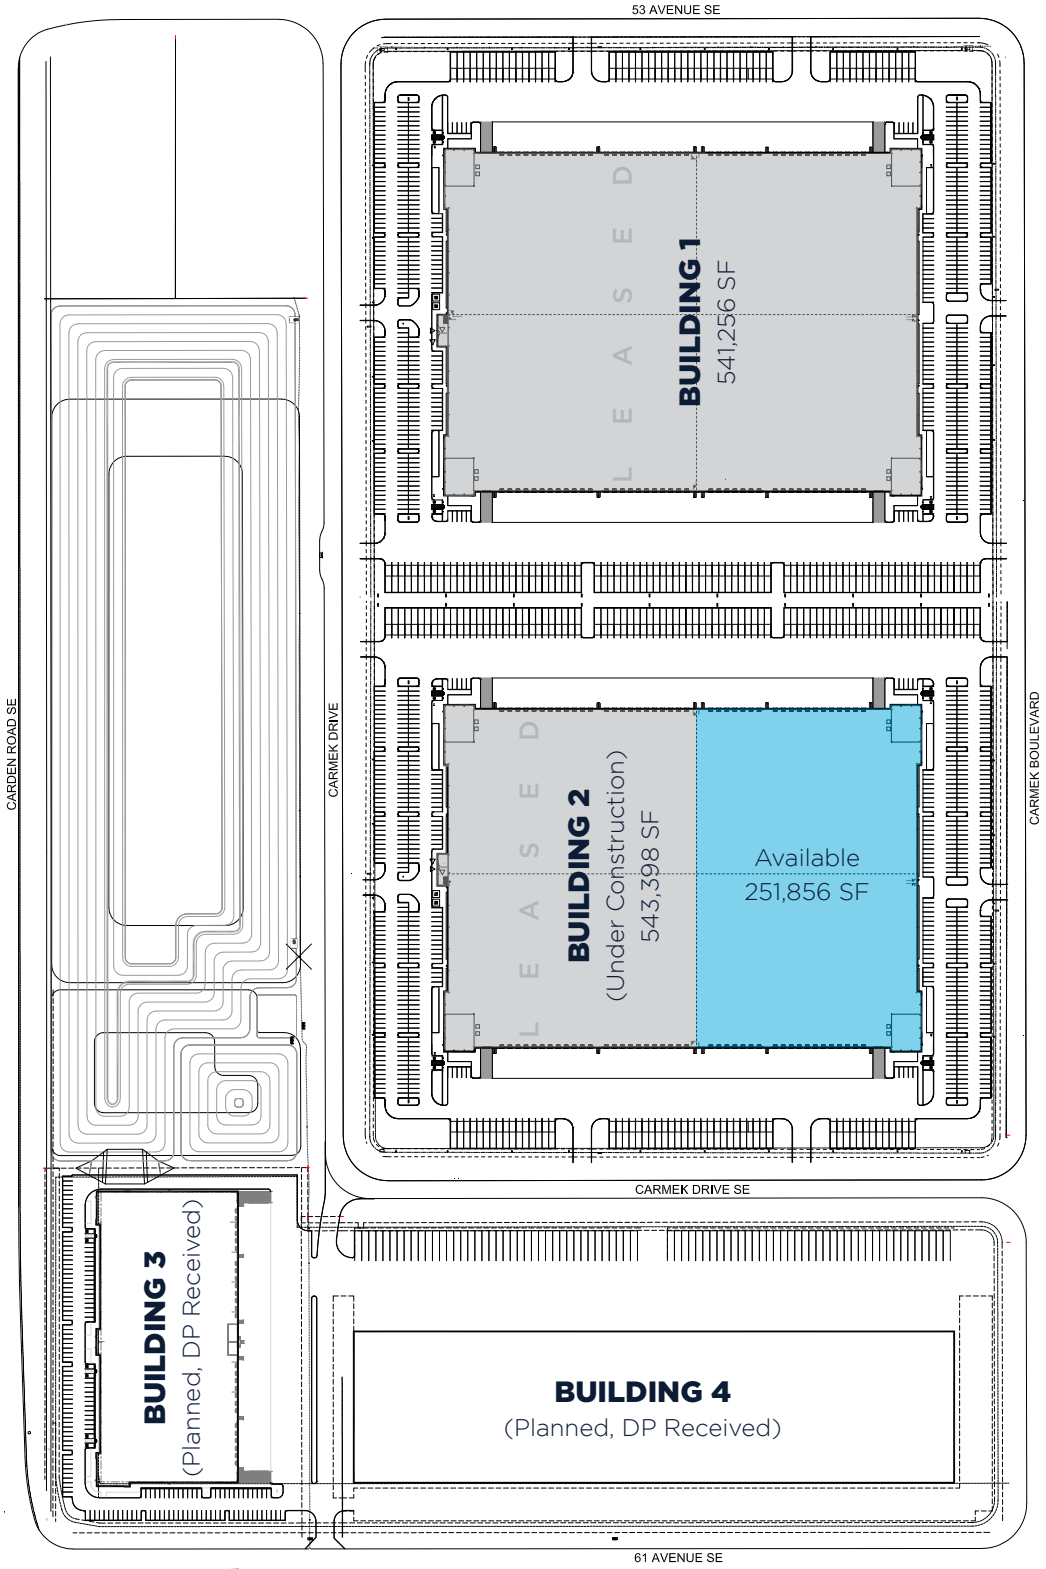 53 AVENUE SE
LEASED
BUILDING 1
541,256 SF
CARDEN ROAD SE
CARMEK DRIVE
CARMEK BOULEVARD
LEASED
BUILDING 2
(Under Construction)
543,398 SF
Available
251,856 SF
CARMEK DRIVE SE
BUILDING 3
(Planned, DP Received)
BUILDING 4
(Planned, DP Received)
61 AVENUE SE